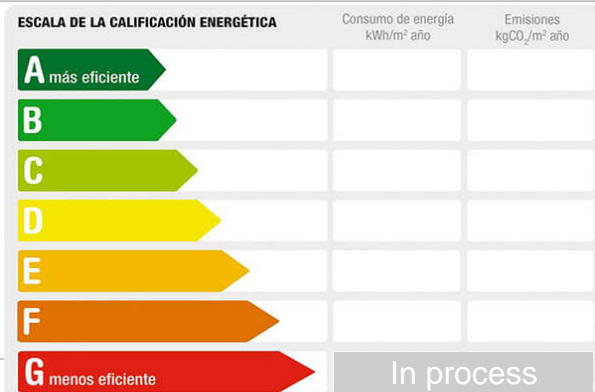 ESCALA DE LA CALIFICACIÓN ENERGÉTICA
Consumo de energía
kWh/m² año
Emisiones
kgCO₂/m² año
A más eficiente
B
C
D
E
F
G menos eficiente
In process